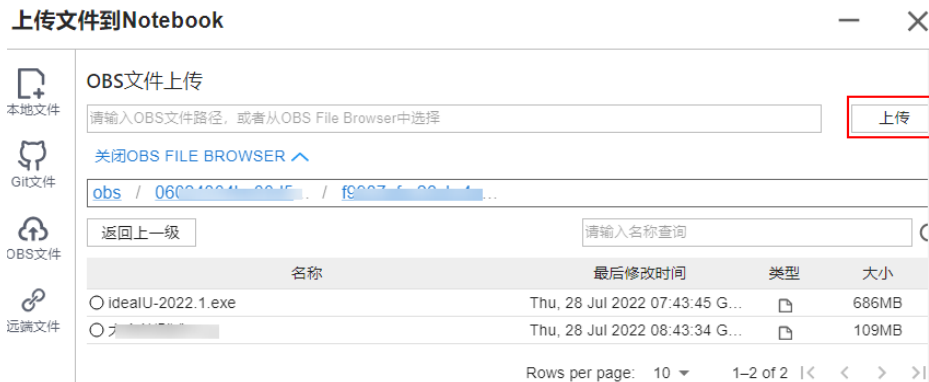 上传文件到Notebook
本地文件
Git文件
OBS文件
远端文件
OBS文件上传
请输入OBS文件路径，或者从OBS File Browser中选择
上传
关闭OBS FILE BROWSER
obs / / ...
返回上一级
请输入名称查询
名称 最后修改时间 类型 大小
ideaIU-2022.1.exe Thu, 28 Jul 2022 07:43:45 G... 686MB
Thu, 28 Jul 2022 08:43:34 G... 109MB
Rows per page: 10 1–2 of 2